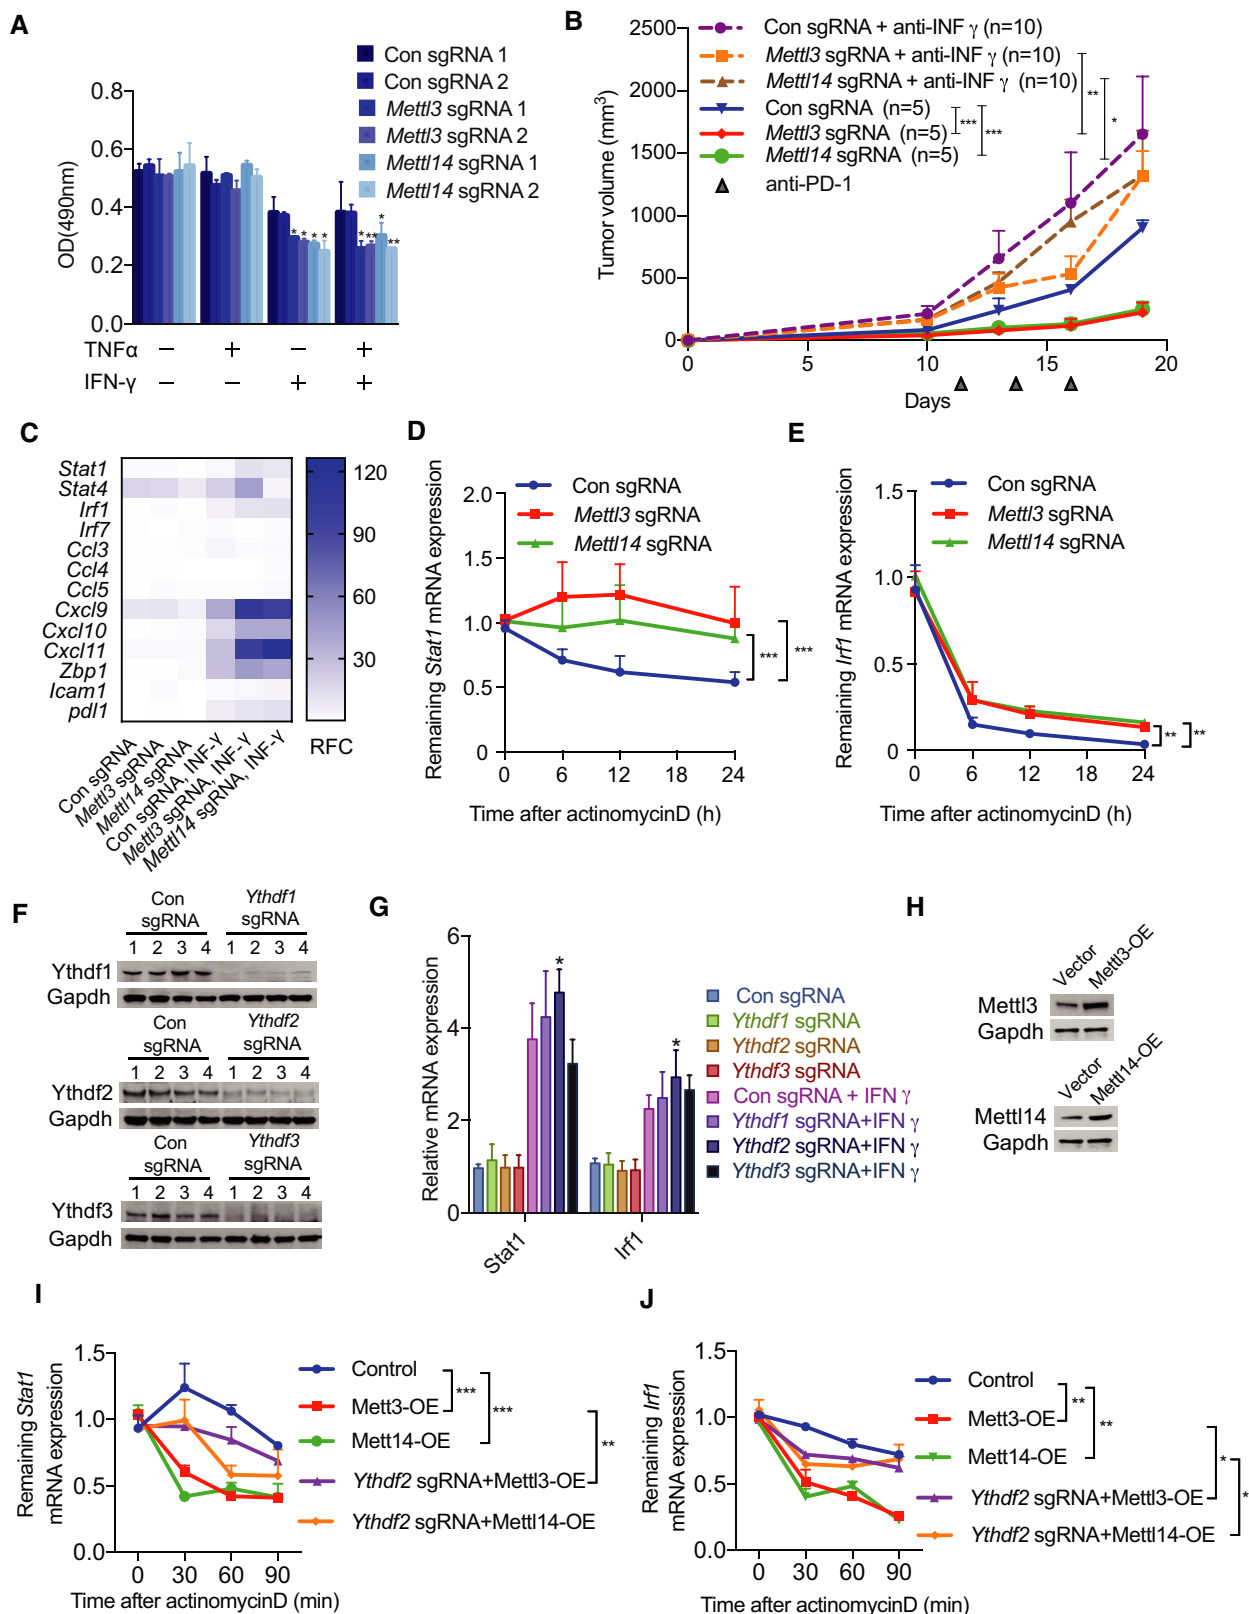 A
Con sgRNA 1
Con sgRNA 2
Mettl3 sgRNA 1
Mettl3 sgRNA 2
Mettl14 sgRNA 1
Mettl14 sgRNA 2
OD(490nm)
0.8
0.6
0.4
0.2
0.0
* * * * * ** * **
TNFα − + − +
IFN-γ − − + +
B
Con sgRNA + anti-INF γ (n=10)
Mettl3 sgRNA + anti-INF γ (n=10)
Mettl14 sgRNA + anti-INF γ (n=10)
Con sgRNA (n=5)
Mettl3 sgRNA (n=5)
Mettl14 sgRNA (n=5)
anti-PD-1
*** *** ** *
Tumor volume (mm³)
2500
2000
1500
1000
500
0
0 5 10 15 20
Days
C
Stat1
Stat4
Irf1
Irf7
Ccl3
Ccl4
Ccl5
Cxcl9
Cxcl10
Cxcl11
Zbp1
Icam1
pdl1
Con sgRNA
Mettl3 sgRNA
Mettl14 sgRNA
Con sgRNA, INF-γ
Mettl3 sgRNA, INF-γ
Mettl14 sgRNA, INF-γ
120
90
60
30
RFC
D
Remaining Stat1 mRNA expression
2.0
1.5
1.0
0.5
0
Con sgRNA
Mettl3 sgRNA
Mettl14 sgRNA
*** ***
0 6 12 18 24
Time after actinomycinD (h)
E
Remaining Irf1 mRNA expression
1.5
1.0
0.5
0
Con sgRNA
Mettl3 sgRNA
Mettl14 sgRNA
** **
0 6 12 18 24
Time after actinomycinD (h)
F
Con sgRNA
Ythdf1 sgRNA
1 2 3 4 1 2 3 4
Ythdf1
Gapdh
Con sgRNA
Ythdf2 sgRNA
1 2 3 4 1 2 3 4
Ythdf2
Gapdh
Con sgRNA
Ythdf3 sgRNA
1 2 3 4 1 2 3 4
Ythdf3
Gapdh
G
Relative mRNA expression
6
4
2
0
* *
Stat1
Irf1
Con sgRNA
Ythdf1 sgRNA
Ythdf2 sgRNA
Ythdf3 sgRNA
Con sgRNA + IFN γ
Ythdf1 sgRNA+IFN γ
Ythdf2 sgRNA+IFN γ
Ythdf3 sgRNA+IFN γ
H
Vector
Mettl3-OE
Mettl3
Gapdh
Vector
Mettl14-OE
Mettl14
Gapdh
I
Remaining Stat1
mRNA expression
1.5
1.0
0.5
0.0
0 30 60 90
Time after actinomycinD (min)
Control
Mett3-OE
Mett14-OE
Ythdf2 sgRNA+Mettl3-OE
Ythdf2 sgRNA+Mettl14-OE
*** *** **
J
Remaining Irf1
mRNA expression
1.5
1.0
0.5
0.0
0 30 60 90
Time after actinomycinD (min)
Control
Mett3-OE
Mett14-OE
Ythdf2 sgRNA+Mettl3-OE
Ythdf2 sgRNA+Mettl14-OE
** ** * *